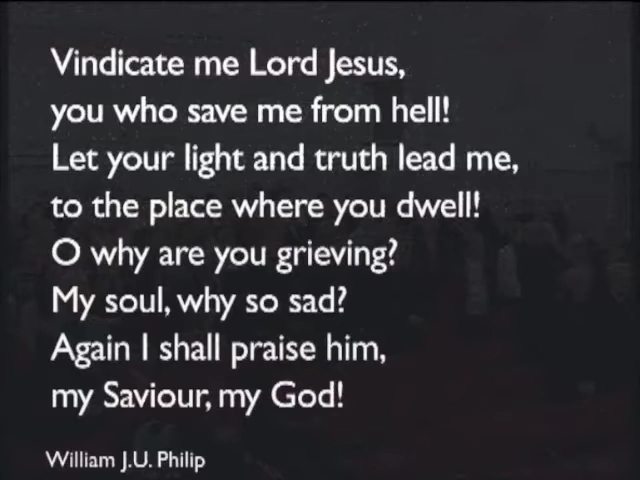 Vindicate me Lord Jesus,
you who save me from hell!
Let your light and truth lead me,
to the place where you dwell!
O why are you grieving?
My soul, why so sad?
Again I shall praise him,
my Saviour, my God!
William J.U. Philip